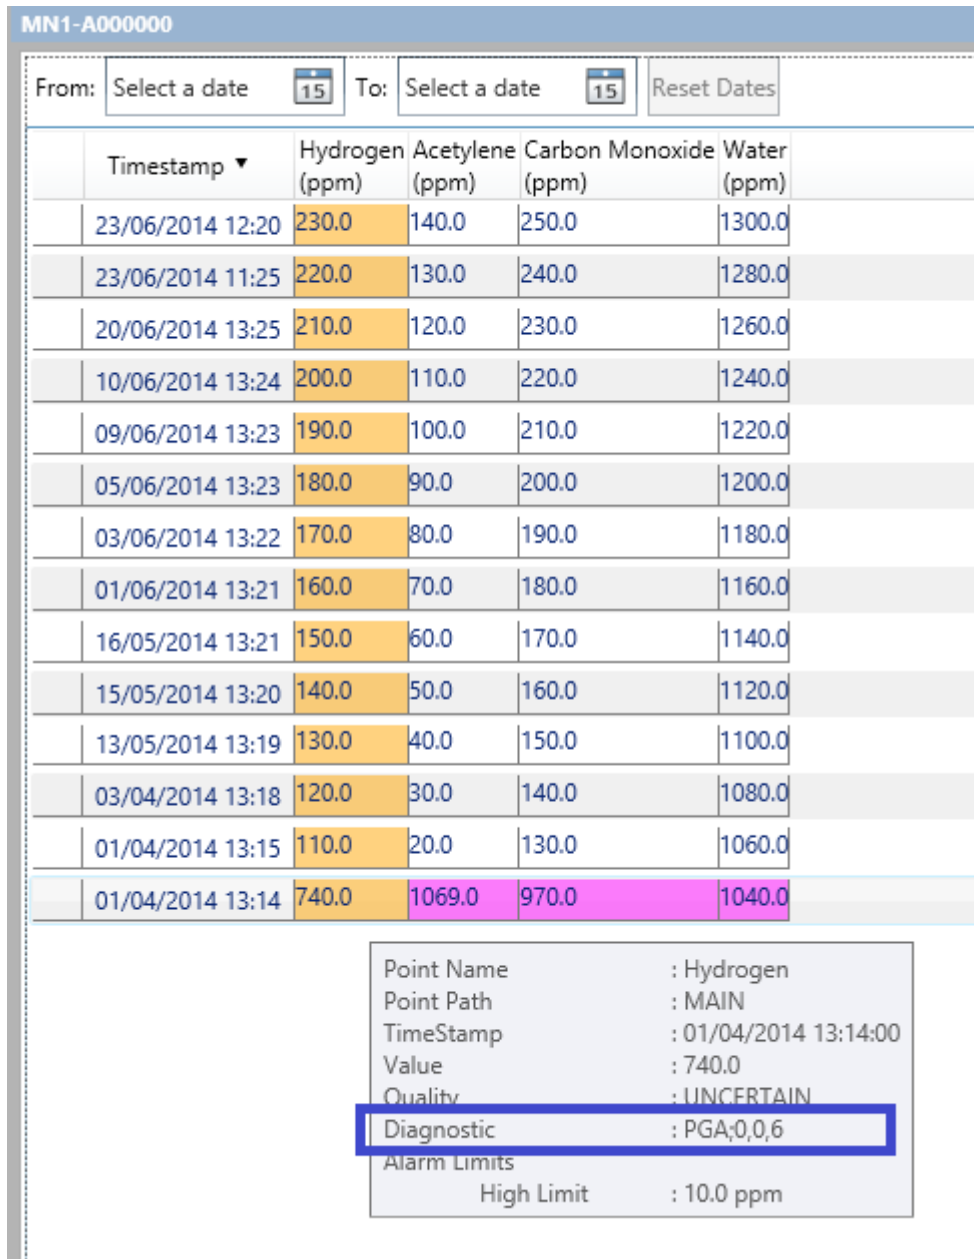 MN1-A000000
From: Select a date 15 To: Select a date 15 Reset Dates
Timestamp ▼ Hydrogen (ppm) Acetylene (ppm) Carbon Monoxide (ppm) Water (ppm)
23/06/2014 12:20 230.0 140.0 250.0 1300.0
23/06/2014 11:25 220.0 130.0 240.0 1280.0
20/06/2014 13:25 210.0 120.0 230.0 1260.0
10/06/2014 13:24 200.0 110.0 220.0 1240.0
09/06/2014 13:23 190.0 100.0 210.0 1220.0
05/06/2014 13:23 180.0 90.0 200.0 1200.0
03/06/2014 13:22 170.0 80.0 190.0 1180.0
01/06/2014 13:21 160.0 70.0 180.0 1160.0
16/05/2014 13:21 150.0 60.0 170.0 1140.0
15/05/2014 13:20 140.0 50.0 160.0 1120.0
13/05/2014 13:19 130.0 40.0 150.0 1100.0
03/04/2014 13:18 120.0 30.0 140.0 1080.0
01/04/2014 13:15 110.0 20.0 130.0 1060.0
01/04/2014 13:14 740.0 1069.0 970.0 1040.0
Point Name : Hydrogen
Point Path : MAIN
TimeStamp : 01/04/2014 13:14:00
Value : 740.0
Quality : UNCERTAIN
Diagnostic : PGA;0,0,6
Alarm Limits
High Limit : 10.0 ppm